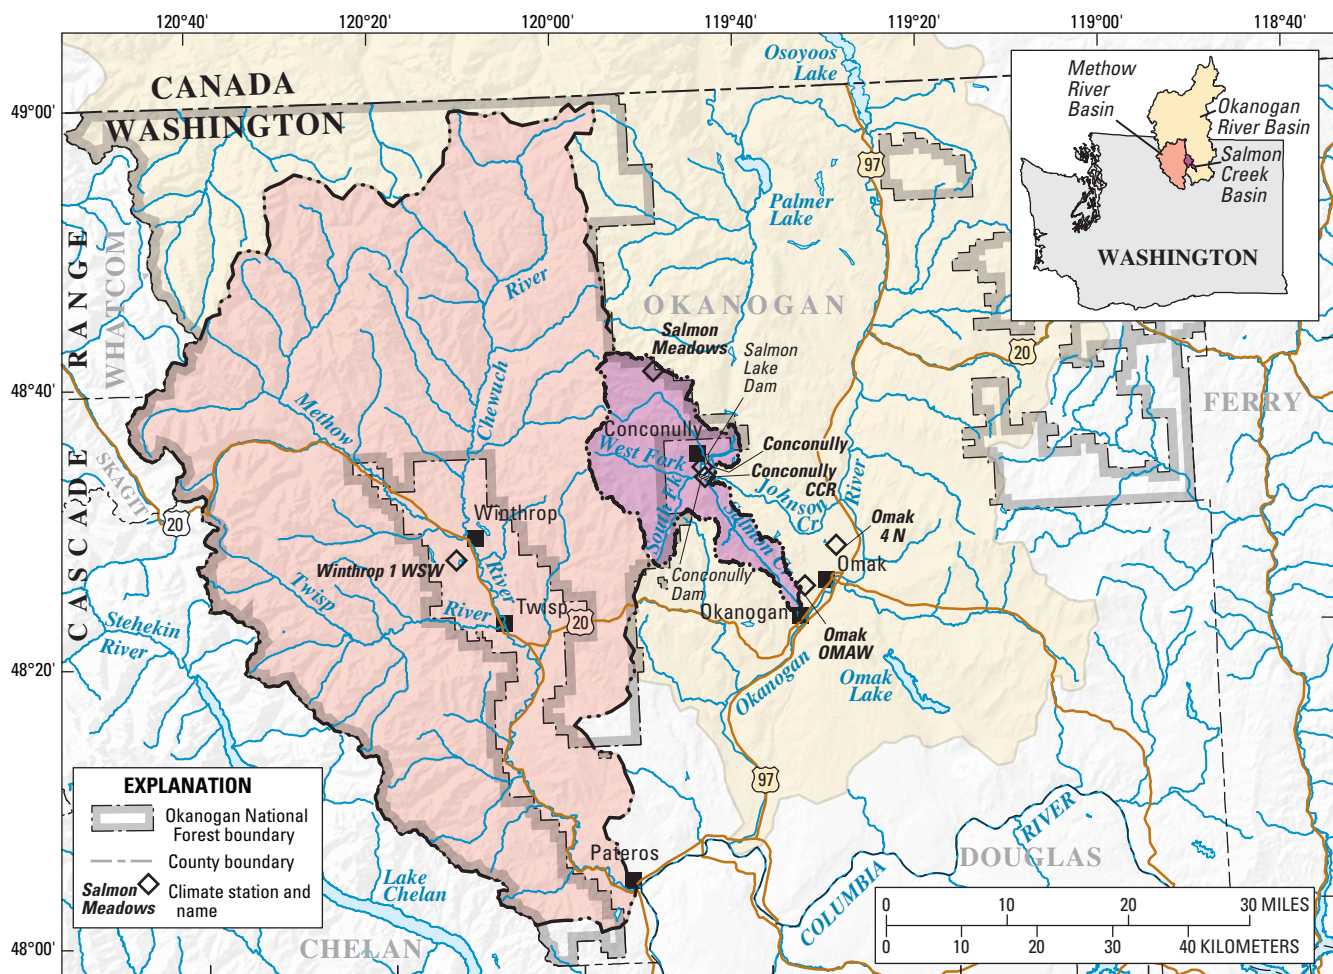 120°40'
120°20'
120°00'
119°40'
119°20'
119°00'
118°40'
49°00'
48°40'
48°20'
48°00'
CANADA
WASHINGTON
Osoyoos
Lake
97
Palmer
Lake
OKANOGAN
CASCADE RANGE
WHATCOM
SKAGIT
20
Methow
River
Chewuch
River
Salmon
Meadows
Salmon
Lake
Dam
Conconully
West Fork
South Fk
Conconully
Conconully
CCR
Johnson
Cr
Salmon Cr
River
Omak
4 N
Omak
Conconully
Dam
Okanogan
Omak
OMAW
Okanogan
Omak
Lake
20
FERRY
Winthrop
Winthrop 1 WSW
River
Twisp
River
Twisp
20
Stehekin
River
97
Pateros
Lake
Chelan
CHELAN
COLUMBIA
RIVER
DOUGLAS
Methow
River
Basin
Okanogan
River Basin
Salmon
Creek
Basin
WASHINGTON
EXPLANATION
Okanogan National
Forest boundary
County boundary
Salmon
Meadows
Climate station and
name
0 10 20 30 MILES
0 10 20 30 40 KILOMETERS